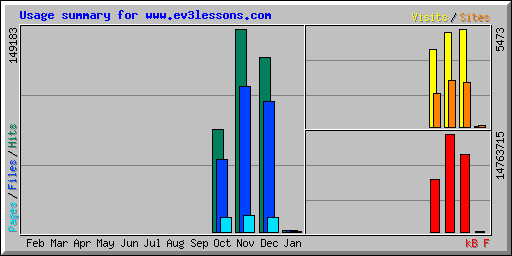 Usage summary for www.ev3lessons.com
Visits/Sites
149183
5473
Pages/Files/Hits
14763715
Feb Mar Apr May Jun Jul Aug Sep Oct Nov Dec Jan
kB F